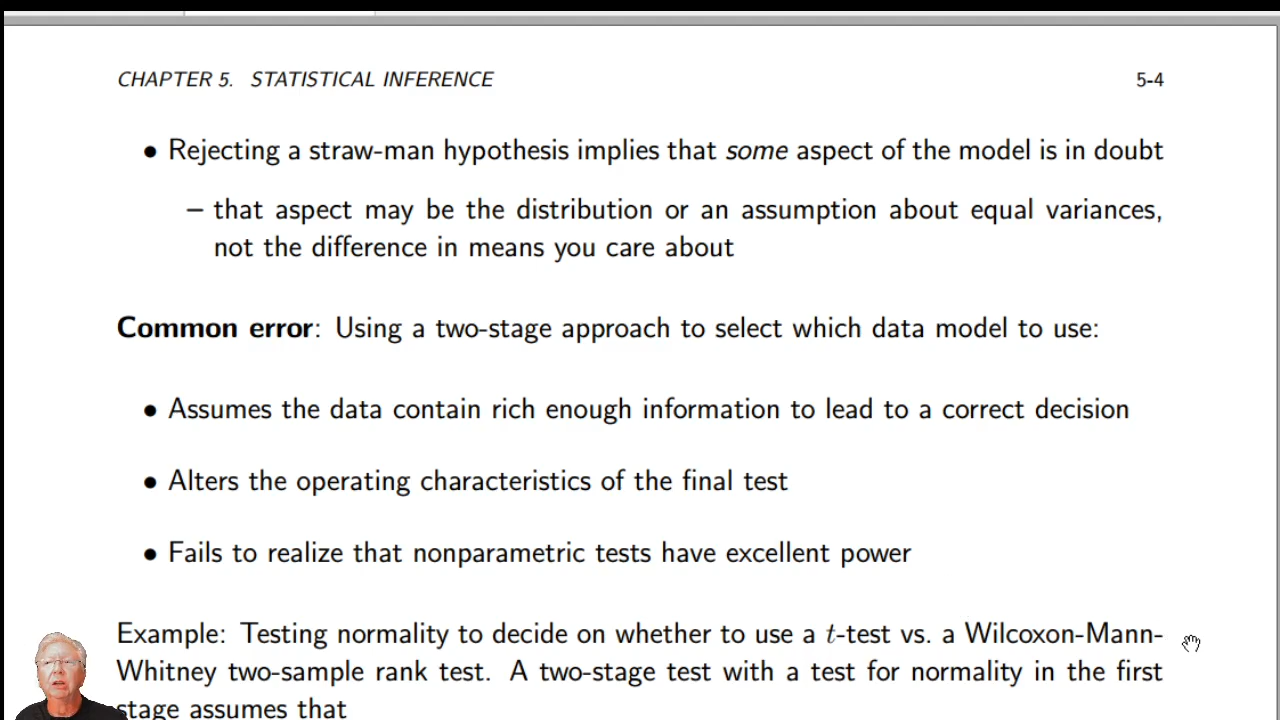 CHAPTER 5. STATISTICAL INFERENCE 5-4
• Rejecting a straw-man hypothesis implies that some aspect of the model is in doubt
– that aspect may be the distribution or an assumption about equal variances,
not the difference in means you care about
Common error: Using a two-stage approach to select which data model to use:
• Assumes the data contain rich enough information to lead to a correct decision
• Alters the operating characteristics of the final test
• Fails to realize that nonparametric tests have excellent power
Example: Testing normality to decide on whether to use a t-test vs. a Wilcoxon-Mann-
Whitney two-sample rank test. A two-stage test with a test for normality in the first
stage assumes that